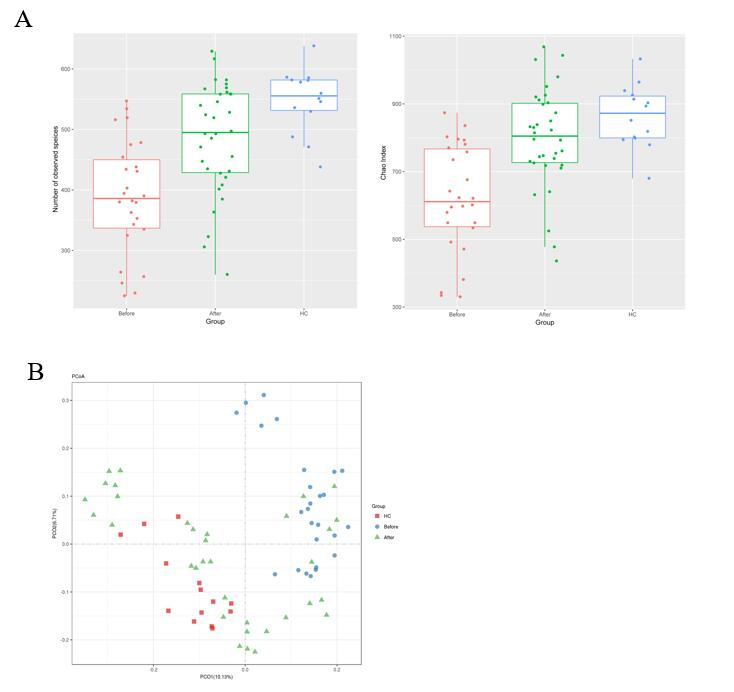 A
Number of observed species
600
500
400
300
Before
After
HC
Group
Chao Index
1100
900
700
500
300
Before
After
HC
Group
B
PCoA
PCO2(6.71%)
0.3
0.2
0.1
0.0
-0.1
-0.2
-0.2
0.0
0.2
PCO1(10.13%)
Group
HC
Before
After